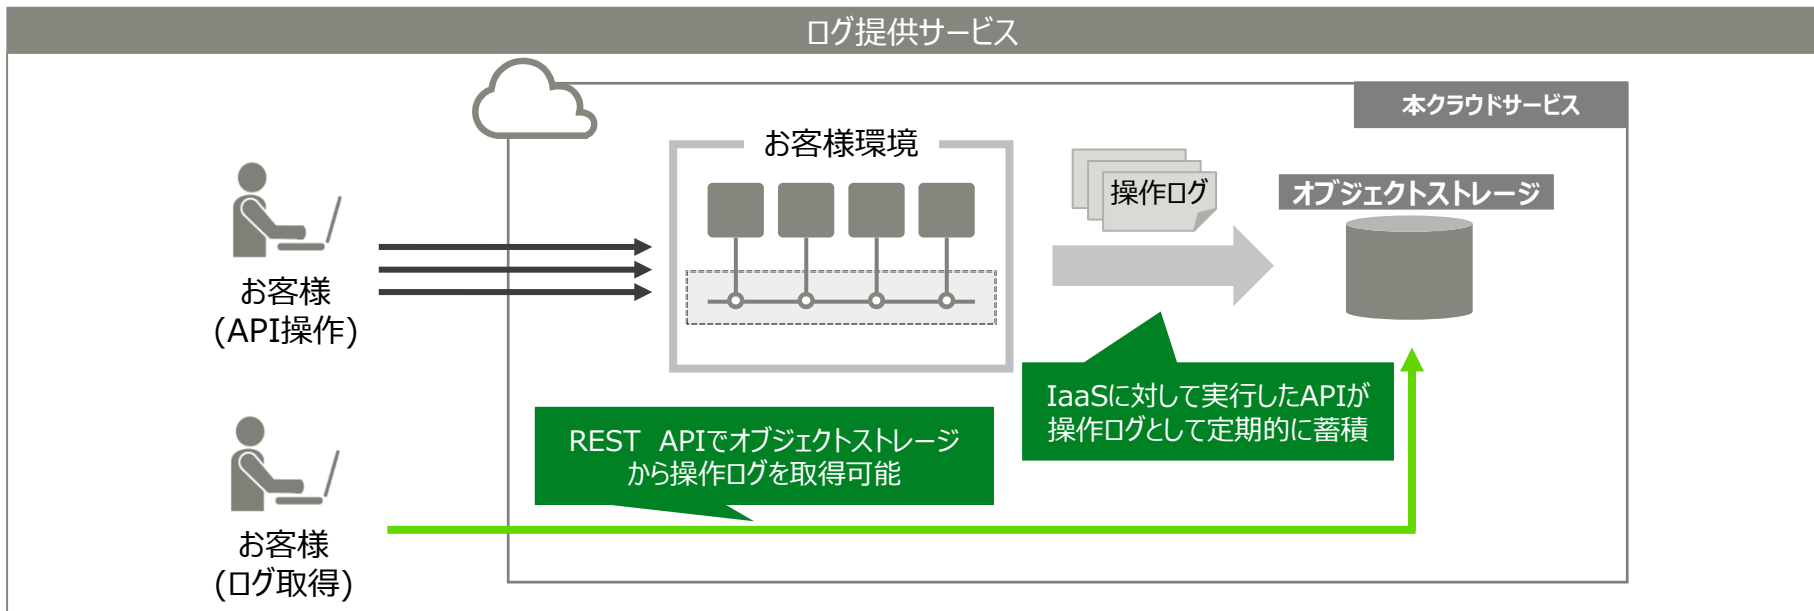 ログ提供サービス
本クラウドサービス
お客様環境
操作ログ
オブジェクトストレージ
お客様
(API操作)
IaaSに対して実行したAPIが
操作ログとして定期的に蓄積
REST APIでオブジェクトストレージ
から操作ログを取得可能
お客様
(ログ取得)